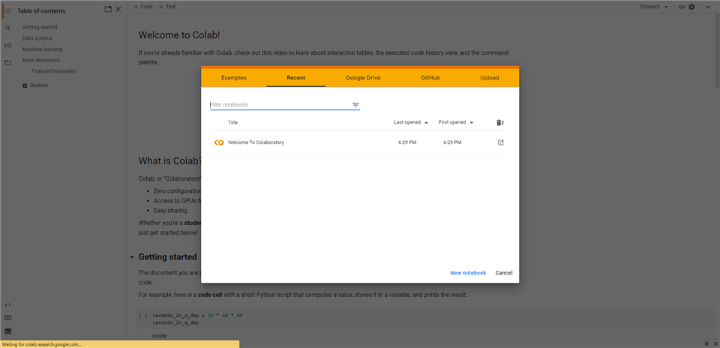 Table of contents
+ Code + Text
Connect
Getting started
Data science
Machine learning
More Resources
Featured examples
Section
Welcome to Colab!
If you're already familiar with Colab, check out this video to learn about interactive tables, the executed code history view, and the command
palette.
Examples
Recent
Google Drive
GitHub
Upload
Filter notebooks
Title
Last opened
First opened
Welcome To Colaboratory
6:29 PM
6:29 PM
New notebook
Cancel
What is Colab?
Colab, or "Colaboratory"
• Zero configuration
• Access to GPUs
• Easy sharing
Whether you're a stude
just get started below!
Getting started
The document you are
code.
For example, here is a code cell with a short Python script that computes a value, stores it in a variable, and prints the result:
[ ] seconds_in_a_day = 24 * 60 * 60
seconds_in_a_day
86400
Waiting for colab.research.google.com...